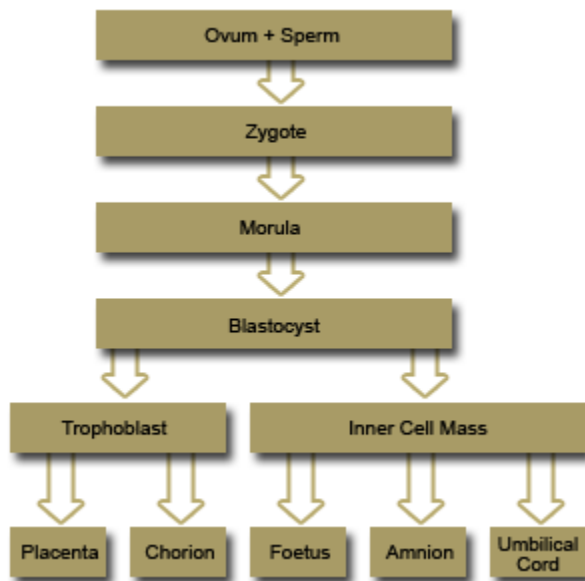 Ovum + Sperm
Zygote
Morula
Blastocyst
Trophoblast
Inner Cell Mass
Placenta
Chorion
Foetus
Amnion
Umbilical
Cord